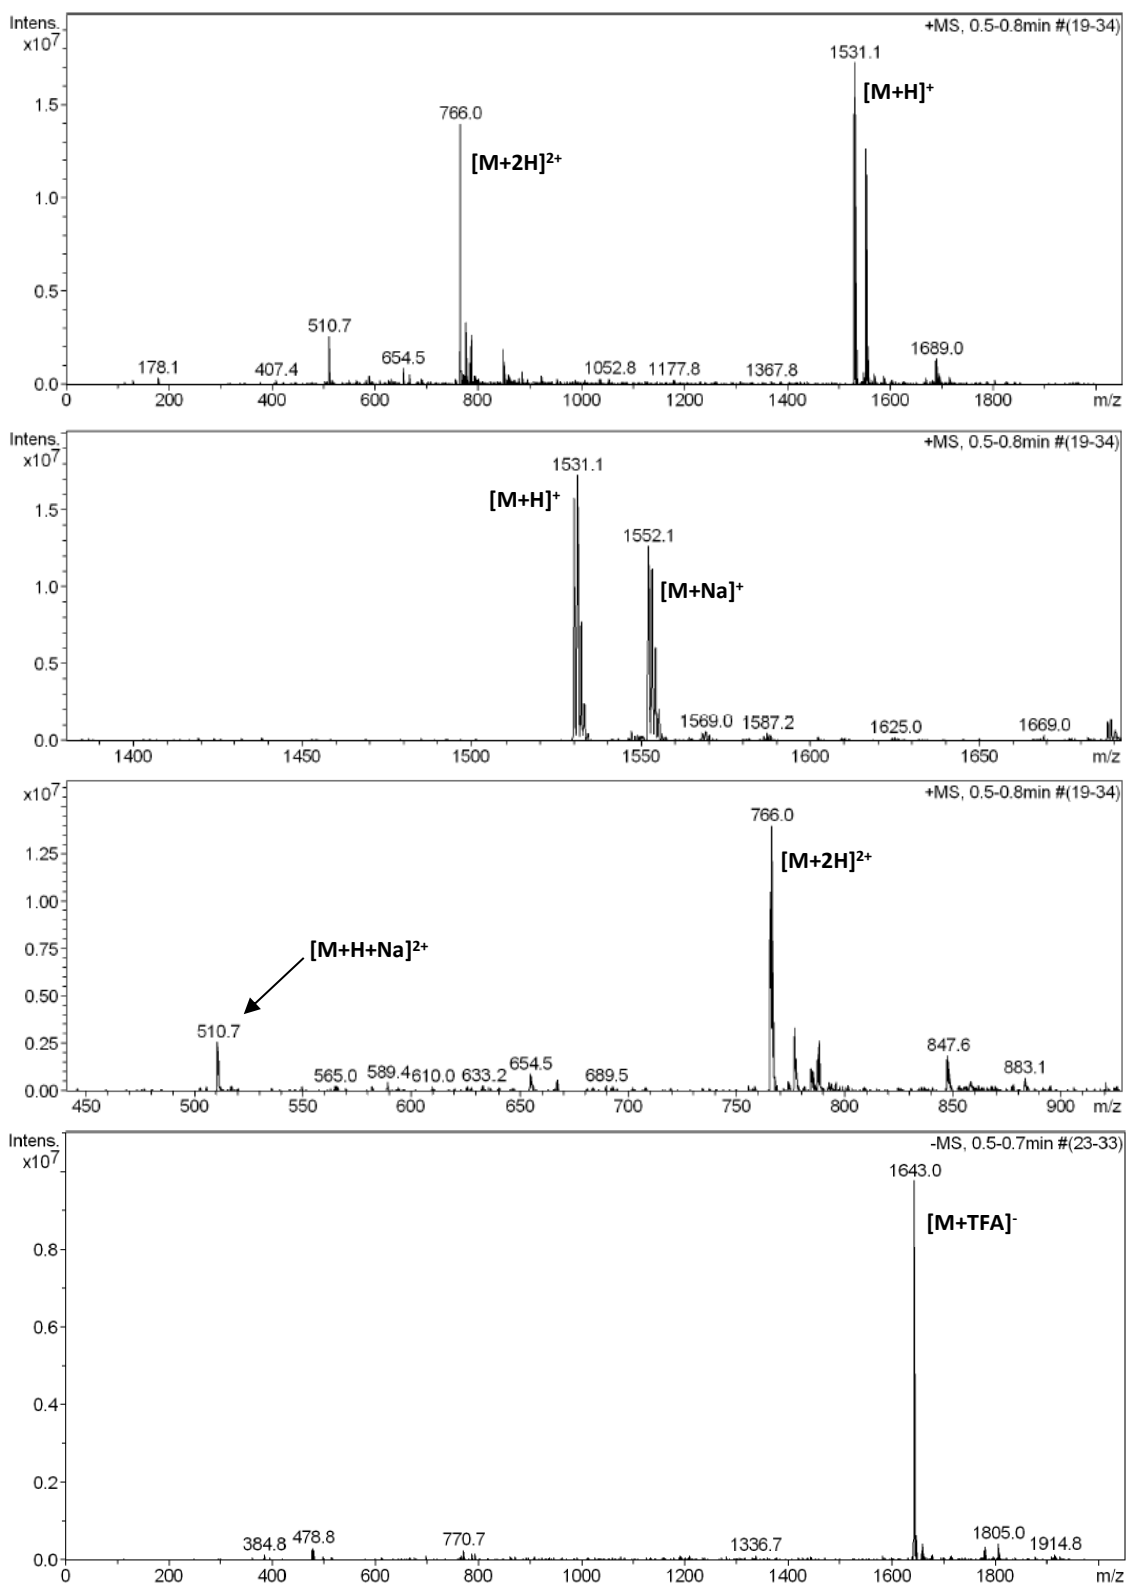 Intens.
x10⁷
+MS, 0.5-0.8min #(19-34)
1531.1
[M+H]⁺
766.0
[M+2H]²⁺
1.5
1.0
0.5
0.0
510.7
178.1
407.4
654.5
1052.8
1177.8
1367.8
1689.0
0 200 400 600 800 1000 1200 1400 1600 1800 m/z
Intens.
x10⁷
+MS, 0.5-0.8min #(19-34)
1531.1
[M+H]⁺
1552.1
[M+Na]⁺
1.5
1.0
0.5
0.0
1569.0 1587.2 1625.0 1669.0
1400 1450 1500 1550 1600 1650 m/z
x10⁷
+MS, 0.5-0.8min #(19-34)
766.0
[M+2H]²⁺
1.25
1.00
0.75
0.50
0.25
0.00
[M+H+Na]²⁺
510.7
565.0 589.4 610.0 633.2 654.5 689.5
847.6
883.1
450 500 550 600 650 700 750 800 850 900 m/z
Intens.
x10⁷
-MS, 0.5-0.7min #(23-33)
1643.0
[M+TFA]⁻
0.8
0.6
0.4
0.2
0.0
384.8 478.8 770.7 1336.7 1805.0 1914.8
0 200 400 600 800 1000 1200 1400 1600 1800 m/z